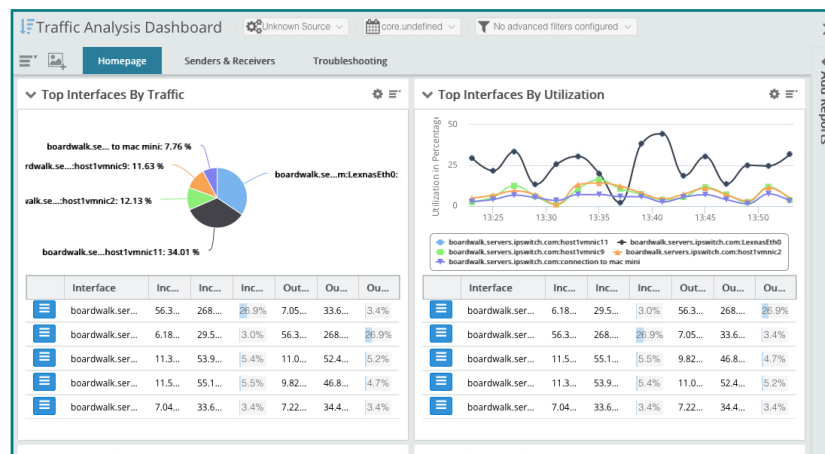 Traffic Analysis Dashboard
Unknown Source
core.undefined
No advanced filters configured
Homepage
Senders & Receivers
Troubleshooting
Add Reports
Top Interfaces By Traffic
boardwalk.se... to mac mini: 7.76 %
rdwalk.se...:host1vmnic9: 11.63 %
alk.se...:host1vmnic2: 12.13 %
boardwalk.se...host1vmnic11: 34.01 %
boardwalk.se...m:LexnasEth0:
Interface Inc... Inc... Inc... Out... Ou... Ou...
boardwalk.ser... 56.3... 268.... 26.9% 7.05... 33.6... 3.4%
boardwalk.ser... 6.18... 29.5... 3.0% 56.3... 268.... 26.9%
boardwalk.ser... 11.3... 53.9... 5.4% 11.0... 52.4... 5.2%
boardwalk.ser... 11.5... 55.1... 5.5% 9.82... 46.8... 4.7%
boardwalk.ser... 7.04... 33.6... 3.4% 7.22... 34.4... 3.4%
Top Interfaces By Utilization
Utilization in Percentage
50
25
0
13:25 13:30 13:35 13:40 13:45 13:50
boardwalk.servers.ipswitch.com:host1vmnic11 boardwalk.servers.ipswitch.com:LexnasEth0
boardwalk.servers.ipswitch.com:host1vmnic9 boardwalk.servers.ipswitch.com:host1vmnic2
boardwalk.servers.ipswitch.com:connection to mac mini
Interface Inc... Inc... Inc... Out... Ou... Ou...
boardwalk.ser... 6.18... 29.5... 3.0% 56.3... 268.... 26.9%
boardwalk.ser... 56.3... 268.... 26.9% 7.05... 33.6... 3.4%
boardwalk.ser... 11.5... 55.1... 5.5% 9.82... 46.8... 4.7%
boardwalk.ser... 11.3... 53.9... 5.4% 11.0... 52.4... 5.2%
boardwalk.ser... 7.04... 33.6... 3.4% 7.22... 34.4... 3.4%